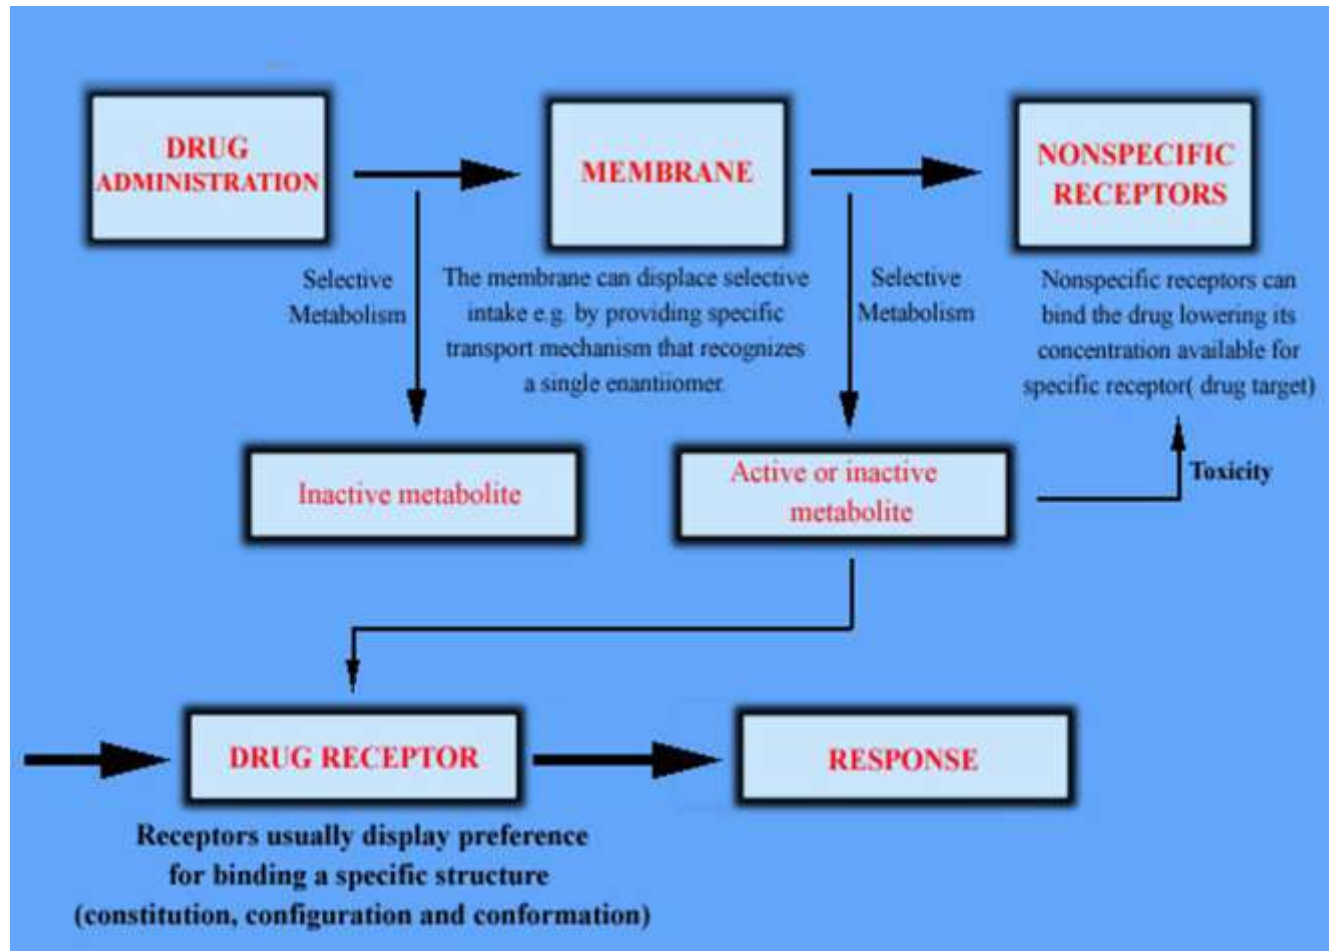 DRUG
ADMINISTRATION
MEMBRANE
NONSPECIFIC
RECEPTORS
Selective
Metabolism
The membrane can displace selective
intake e.g. by providing specific
transport mechanism that recognizes
a single enantiiomer
Selective
Metabolism
Nonspecific receptors can
bind the drug lowering its
concentration available for
specific receptor( drug target)
Inactive metabolite
Active or inactive
metabolite
Toxicity
DRUG RECEPTOR
RESPONSE
Receptors usually display preference
for binding a specific structure
(constitution, configuration and conformation)